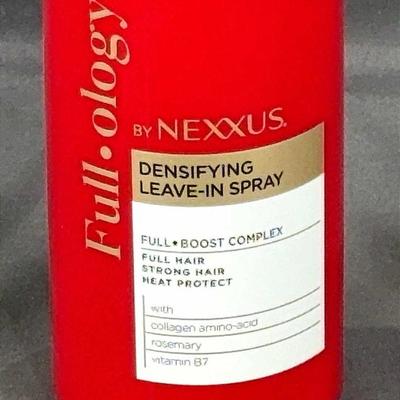 Full•ology
BY NEXXUS.
DENSIFYING
LEAVE-IN SPRAY
FULL•BOOST COMPLEX
FULL HAIR
STRONG HAIR
HEAT PROTECT
with
collagen amino-acid
rosemary
vitamin B7